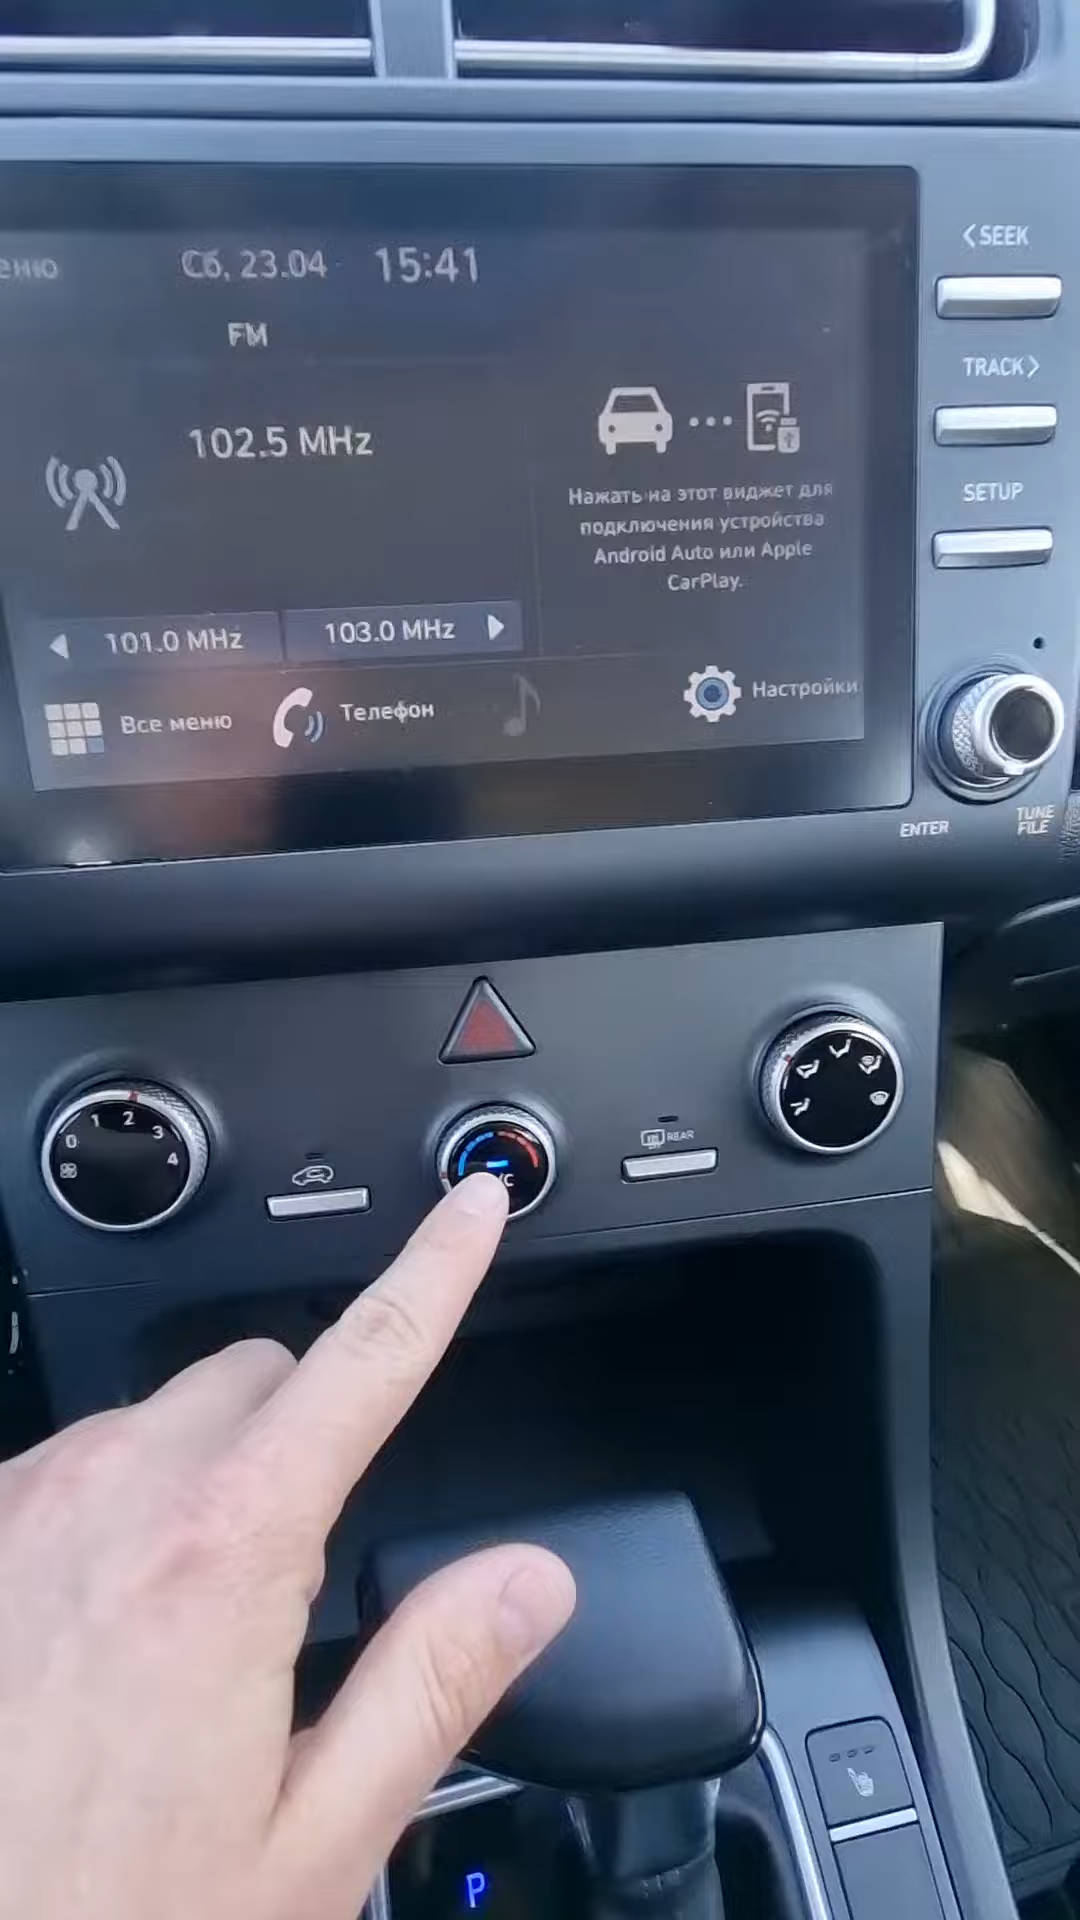 еню Сб, 23.04 15:41
FM
102.5 MHz
Нажать на этот виджет для
подключения устройства
Android Auto или Apple
CarPlay.
101.0 MHz 103.0 MHz
Все меню Телефон Настройки
SEEK
TRACK
SETUP
ENTER
TUNE
FILE
0 1 2 3 4
REAR
/C
P